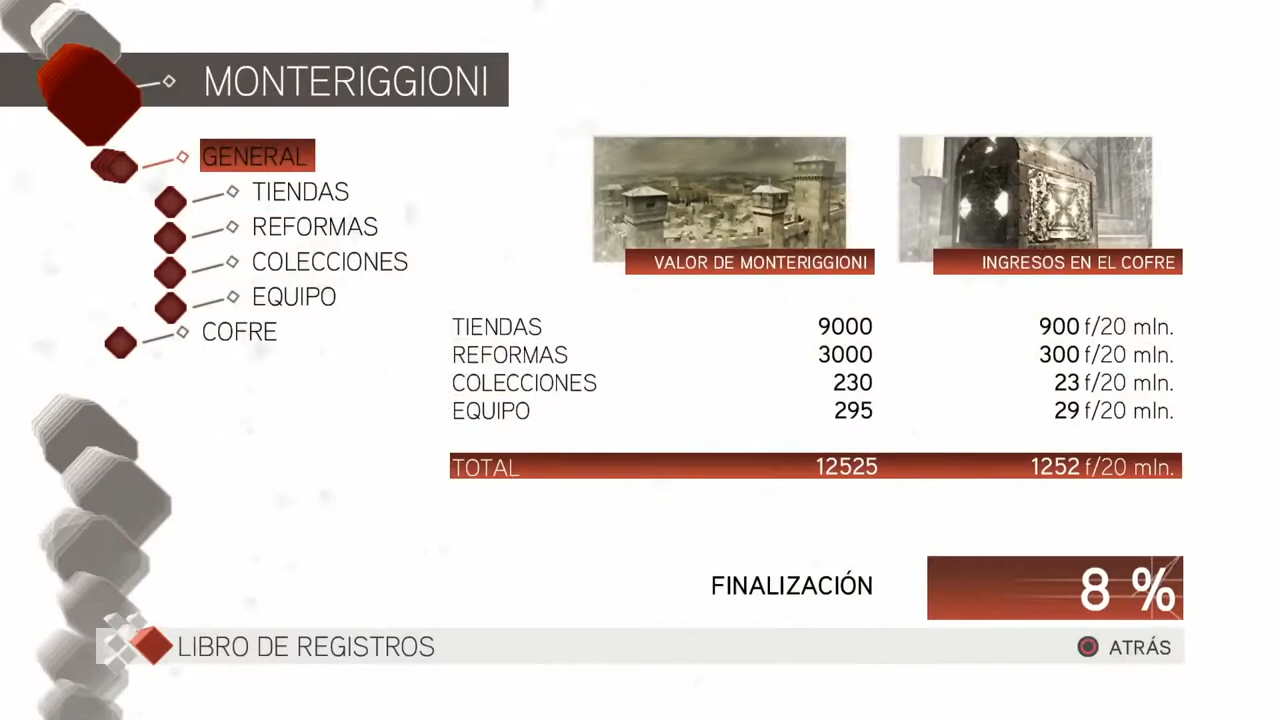 MONTERIGGIONI
GENERAL
TIENDAS
REFORMAS
COLECCIONES
EQUIPO
COFRE
VALOR DE MONTERIGGIONI INGRESOS EN EL COFRE
TIENDAS 9000 900 f/20 mln.
REFORMAS 3000 300 f/20 mln.
COLECCIONES 230 23 f/20 mln.
EQUIPO 295 29 f/20 mln.
TOTAL 12525 1252 f/20 mln.
FINALIZACIÓN 8 %
LIBRO DE REGISTROS ATRÁS